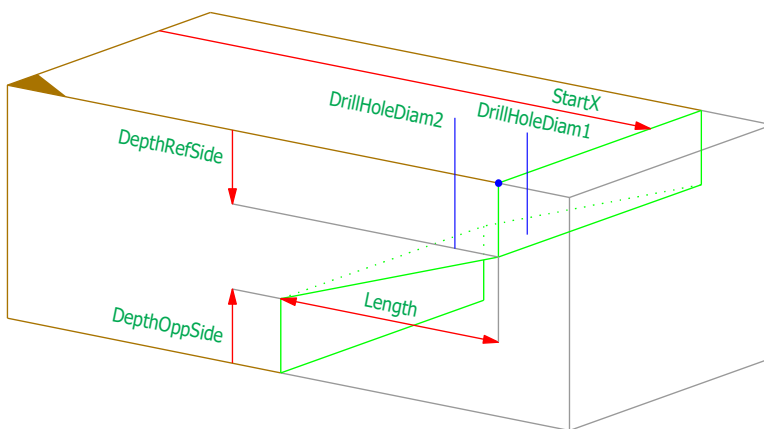 StartX
DrillHoleDiam2
DrillHoleDiam1
DepthRefSide
Length
DepthOppSide